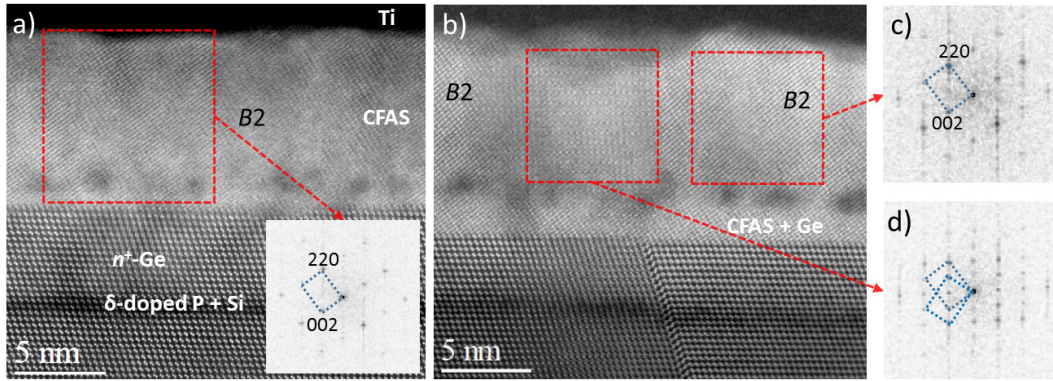 a)
Ti
B2
CFAS
n⁺-Ge
δ-doped P + Si
220
002
5 nm
b)
B2
B2
CFAS + Ge
5 nm
c)
220
002
d)